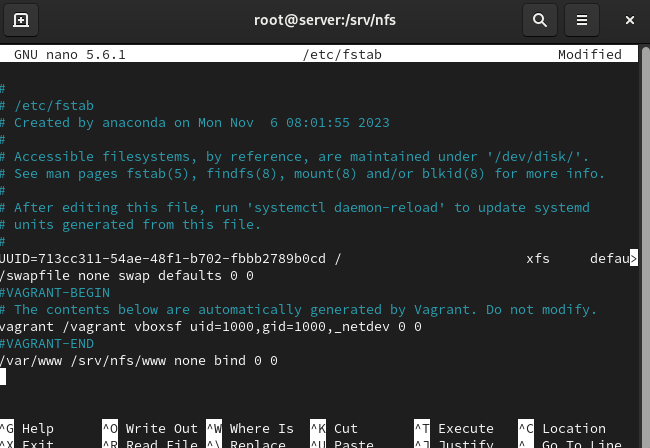 root@server:/srv/nfs
GNU nano 5.6.1 /etc/fstab Modified
#
# /etc/fstab
# Created by anaconda on Mon Nov  6 08:01:55 2023
#
# Accessible filesystems, by reference, are maintained under '/dev/disk/'.
# See man pages fstab(5), findfs(8), mount(8) and/or blkid(8) for more info.
#
# After editing this file, run 'systemctl daemon-reload' to update systemd
# units generated from this file.
#
UUID=713cc311-54ae-48f1-b702-fbbb2789b0cd / xfs defau>
/swapfile none swap defaults 0 0
#VAGRANT-BEGIN
# The contents below are automatically generated by Vagrant. Do not modify.
vagrant /vagrant vboxsf uid=1000,gid=1000,_netdev 0 0
#VAGRANT-END
/var/www /srv/nfs/www none bind 0 0
^G Help ^O Write Out ^W Where Is ^K Cut ^T Execute ^C Location
^X Exit ^R Read File ^\ Replace ^U Paste ^J Justify ^_ Go To Line